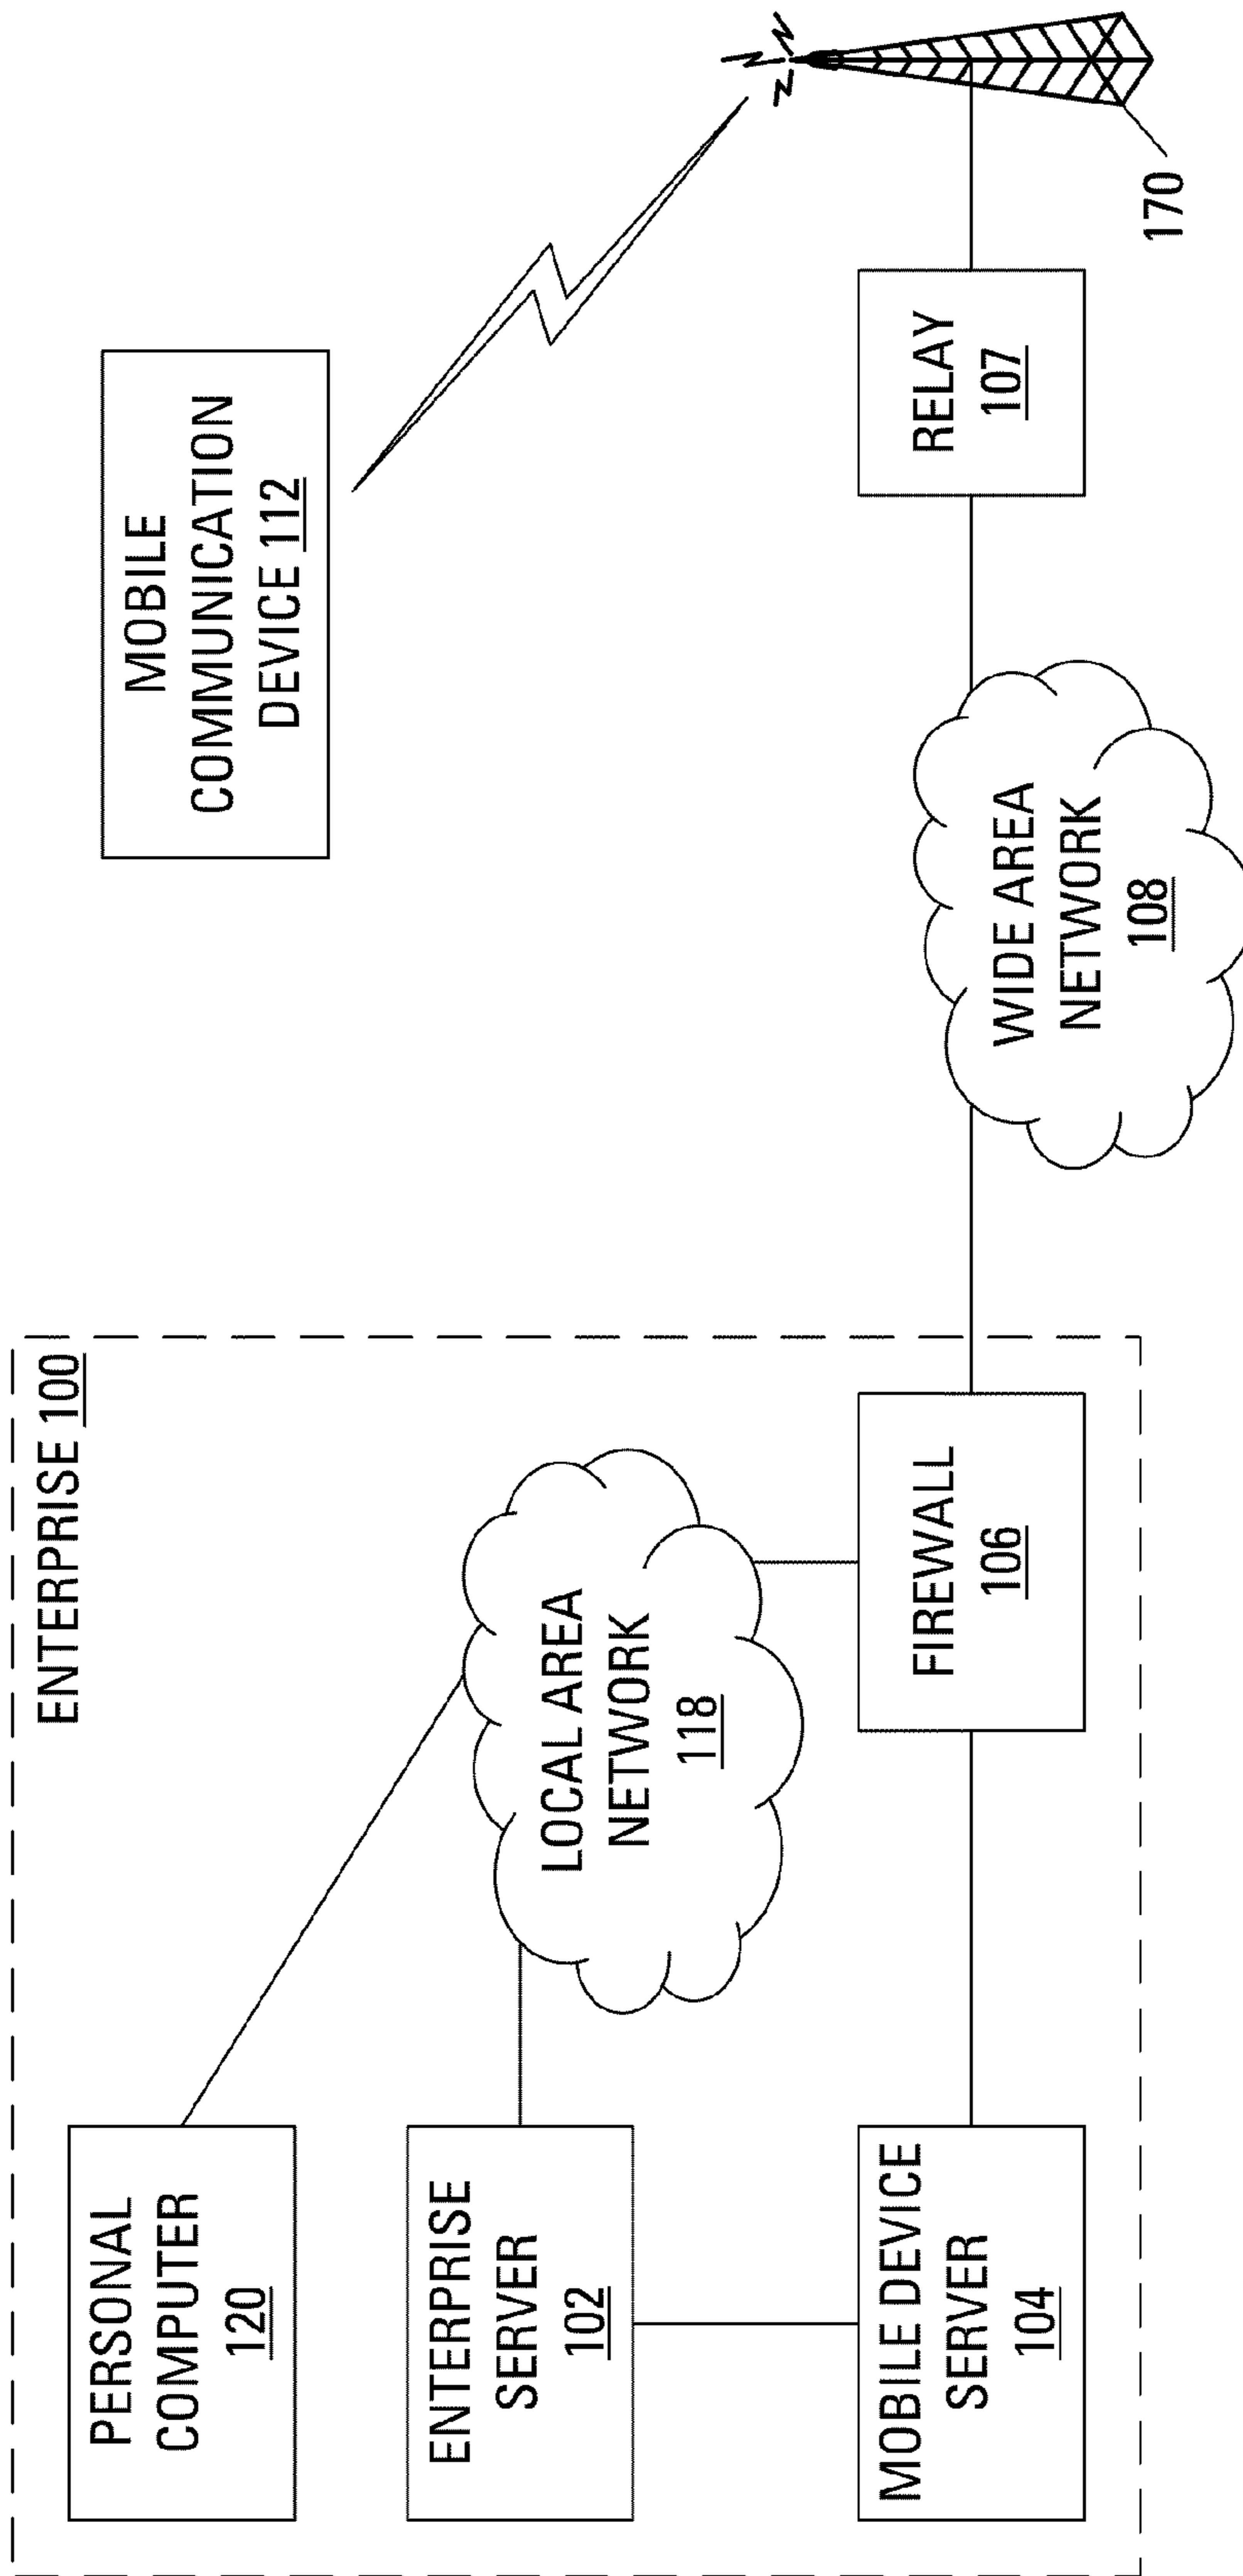 ENTERPRISE 100
PERSONAL
COMPUTER
120
ENTERPRISE
SERVER
102
MOBILE DEVICE
SERVER
104
LOCAL AREA
NETWORK
118
FIREWALL
106
WIDE AREA
NETWORK
108
MOBILE
COMMUNICATION
DEVICE 112
RELAY
107
170